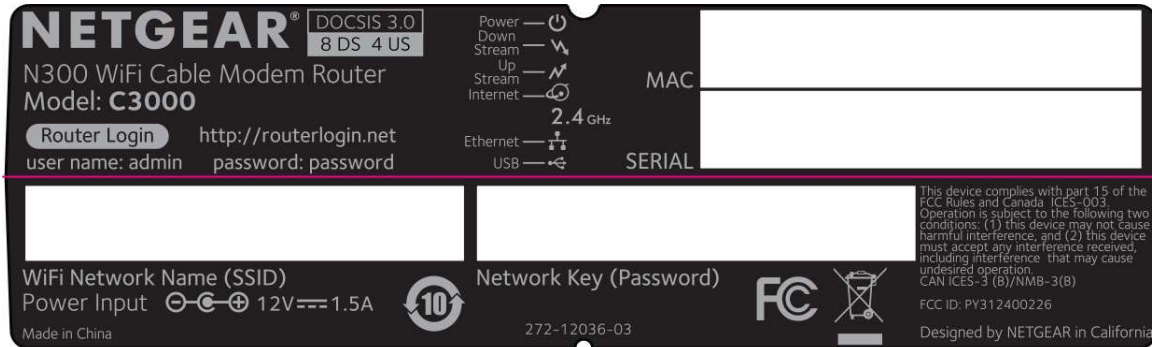 NETGEAR®
DOCSIS 3.0
8 DS 4 US
N300 WiFi Cable Modem Router
Model: C3000
Router Login http://routerlogin.net
user name: admin password: password
Power
Down
Stream
Up
Stream
Internet
2.4 GHz
Ethernet
USB
MAC
SERIAL
WiFi Network Name (SSID)
Power Input 12V 1.5A
Made in China
10
Network Key (Password)
272-12036-03
FC
This device complies with part 15 of the
FCC Rules and Canada ICES-003.
Operation is subject to the following two
conditions: (1) this device may not cause
harmful interference, and (2) this device
must accept any interference received,
including interference that may cause
undesired operation.
CAN ICES-3 (B)/NMB-3(B)
FCC ID: PY312400226
Designed by NETGEAR in California